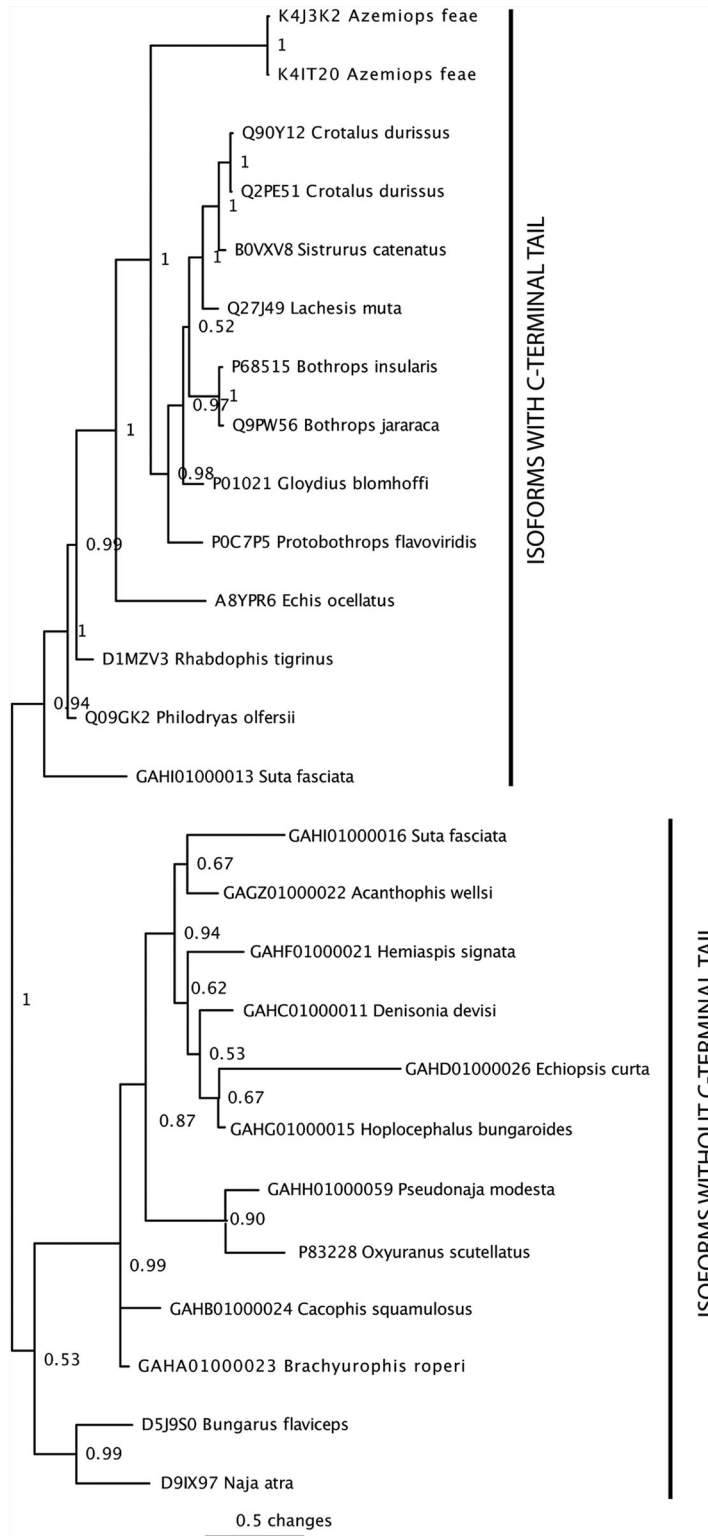 K4J3K2 Azemiops feae
1
K4IT20 Azemiops feae
Q90Y12 Crotalus durissus
1
Q2PE51 Crotalus durissus
1
B0VXV8 Sistrurus catenatus
1
1
Q27J49 Lachesis muta
0.52
P68515 Bothrops insularis
1
0.97
Q9PW56 Bothrops jararaca
1
0.98
P01021 Gloydius blomhoffi
P0C7P5 Protobothrops flavoviridis
0.99
A8YPR6 Echis ocellatus
1
D1MZV3 Rhabdophis tigrinus
0.94
Q09GK2 Philodryas olfersii
GAHI01000013 Suta fasciata
ISOFORMS WITH C-TERMINAL TAIL
GAHI01000016 Suta fasciata
0.67
GAGZ01000022 Acanthophis wellsi
0.94
GAHF01000021 Hemiaspis signata
0.62
1
GAHC01000011 Denisonia devisi
0.53
GAHD01000026 Echiopsis curta
0.67
0.87
GAHG01000015 Hoplocephalus bungaroides
GAHH01000059 Pseudonaja modesta
0.90
P83228 Oxyuranus scutellatus
0.99
GAHB01000024 Cacophis squamulosus
0.53
GAHA01000023 Brachyurophis roperi
D5J9S0 Bungarus flaviceps
0.99
D9IX97 Naja atra
ISOFORMS WITHOUT C-TERMINAL TAIL
0.5 changes